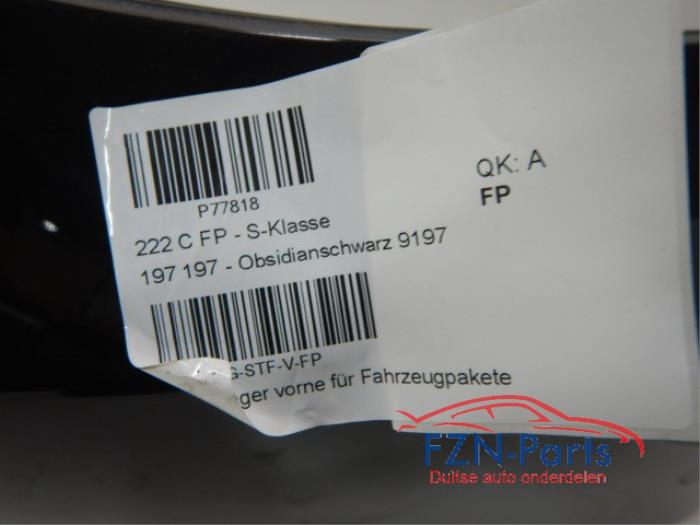 P77818
222 C FP - S-Klasse
197 197 - Obsidianschwarz 9197
G-STF-V-FP
ger vorne für Fahrzeugpakete
QK: A
FP
FZN-Parts
Duitse auto onderdelen